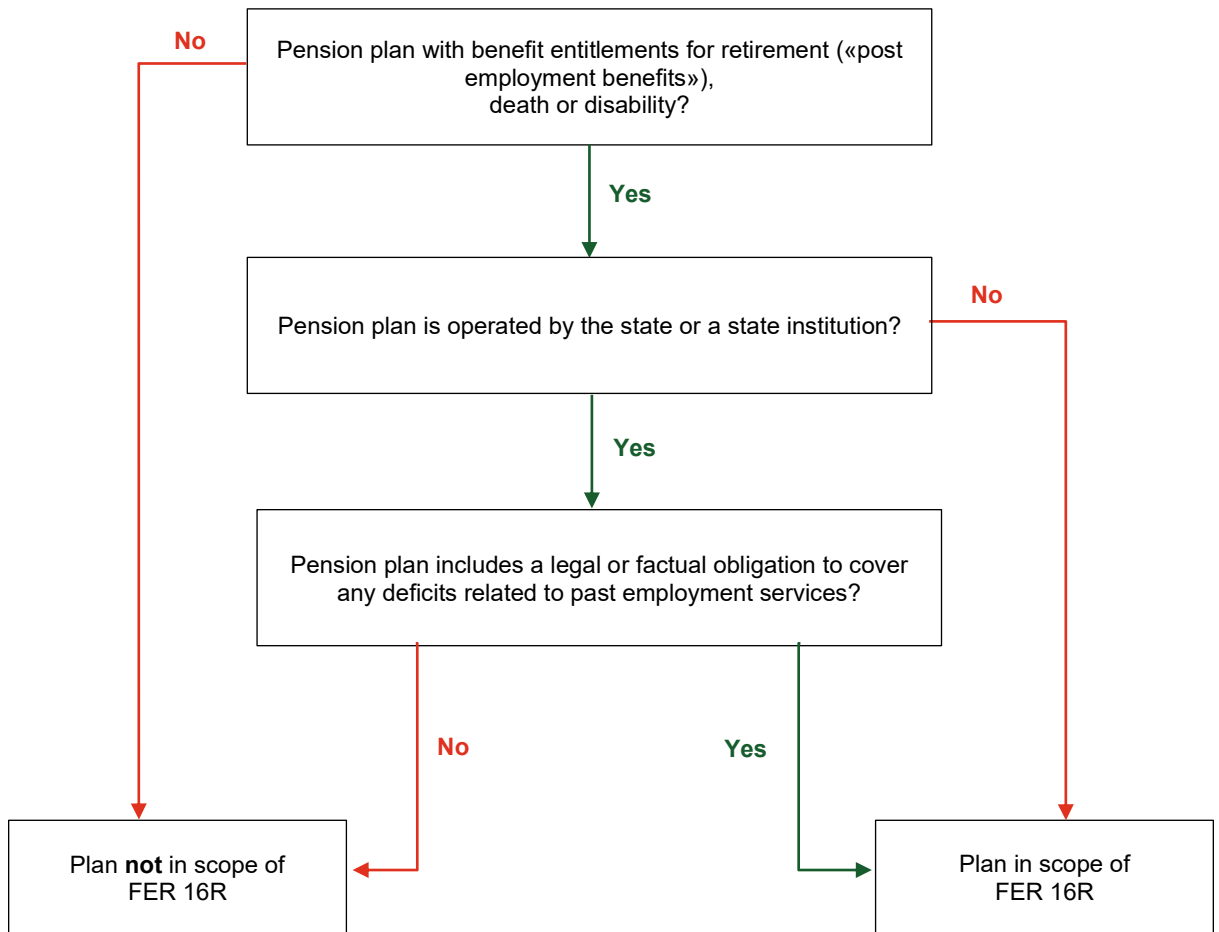 No
Pension plan with benefit entitlements for retirement («post
employment benefits»),
death or disability?
Yes
No
Pension plan is operated by the state or a state institution?
Yes
Pension plan includes a legal or factual obligation to cover
any deficits related to past employment services?
No
Yes
Plan not in scope of
FER 16R
Plan in scope of
FER 16R